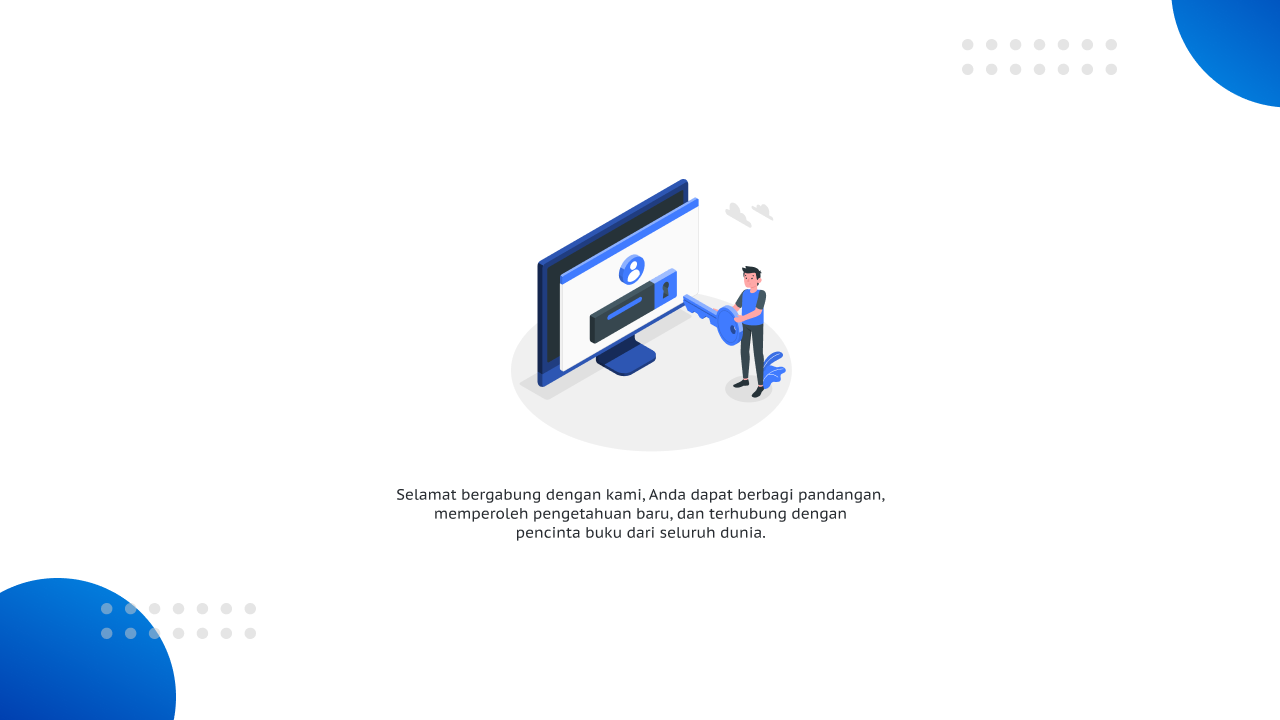 Selamat bergabung dengan kami, Anda dapat berbagi pandangan,
memperoleh pengetahuan baru, dan terhubung dengan
pencinta buku dari seluruh dunia.